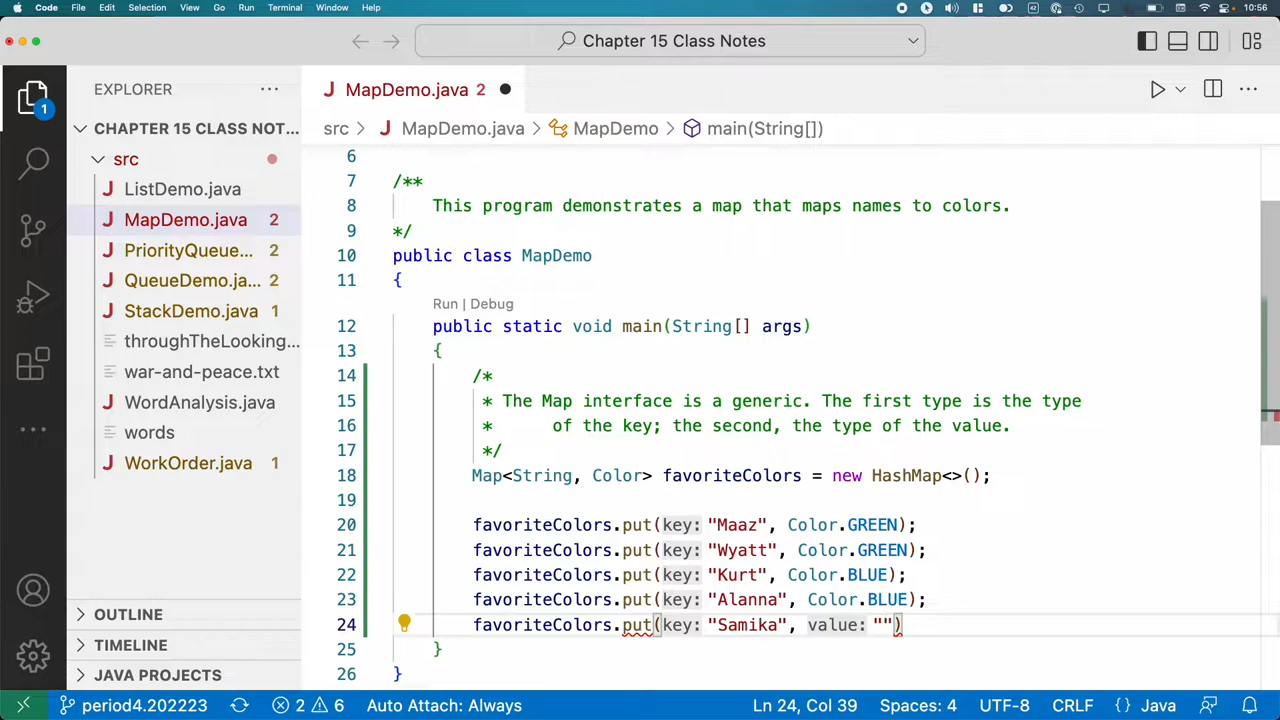 Code File Edit Selection View Go Run Terminal Window Help 10:56
Chapter 15 Class Notes
EXPLORER
MapDemo.java 2
CHAPTER 15 CLASS NOT...
src > MapDemo.java > MapDemo > main(String[])
1
src
ListDemo.java
MapDemo.java 2
PriorityQueue... 2
QueueDemo.ja... 2
StackDemo.java 1
throughTheLooking...
war-and-peace.txt
WordAnalysis.java
words
WorkOrder.java 1
OUTLINE
TIMELINE
JAVA PROJECTS
6
7 /**
8 This program demonstrates a map that maps names to colors.
9 */
10 public class MapDemo
11 {
Run | Debug
12 public static void main(String[] args)
13 {
14 /*
15 * The Map interface is a generic. The first type is the type
16 * of the key; the second, the type of the value.
17 */
18 Map<String, Color> favoriteColors = new HashMap<>();
19
20 favoriteColors.put(key: "Maaz", Color.GREEN);
21 favoriteColors.put(key: "Wyatt", Color.GREEN);
22 favoriteColors.put(key: "Kurt", Color.BLUE);
23 favoriteColors.put(key: "Alanna", Color.BLUE);
24 favoriteColors.put(key: "Samika", value: "")
25 }
26 }
period4.202223 2 6 Auto Attach: Always Ln 24, Col 39 Spaces: 4 UTF-8 CRLF {} Java